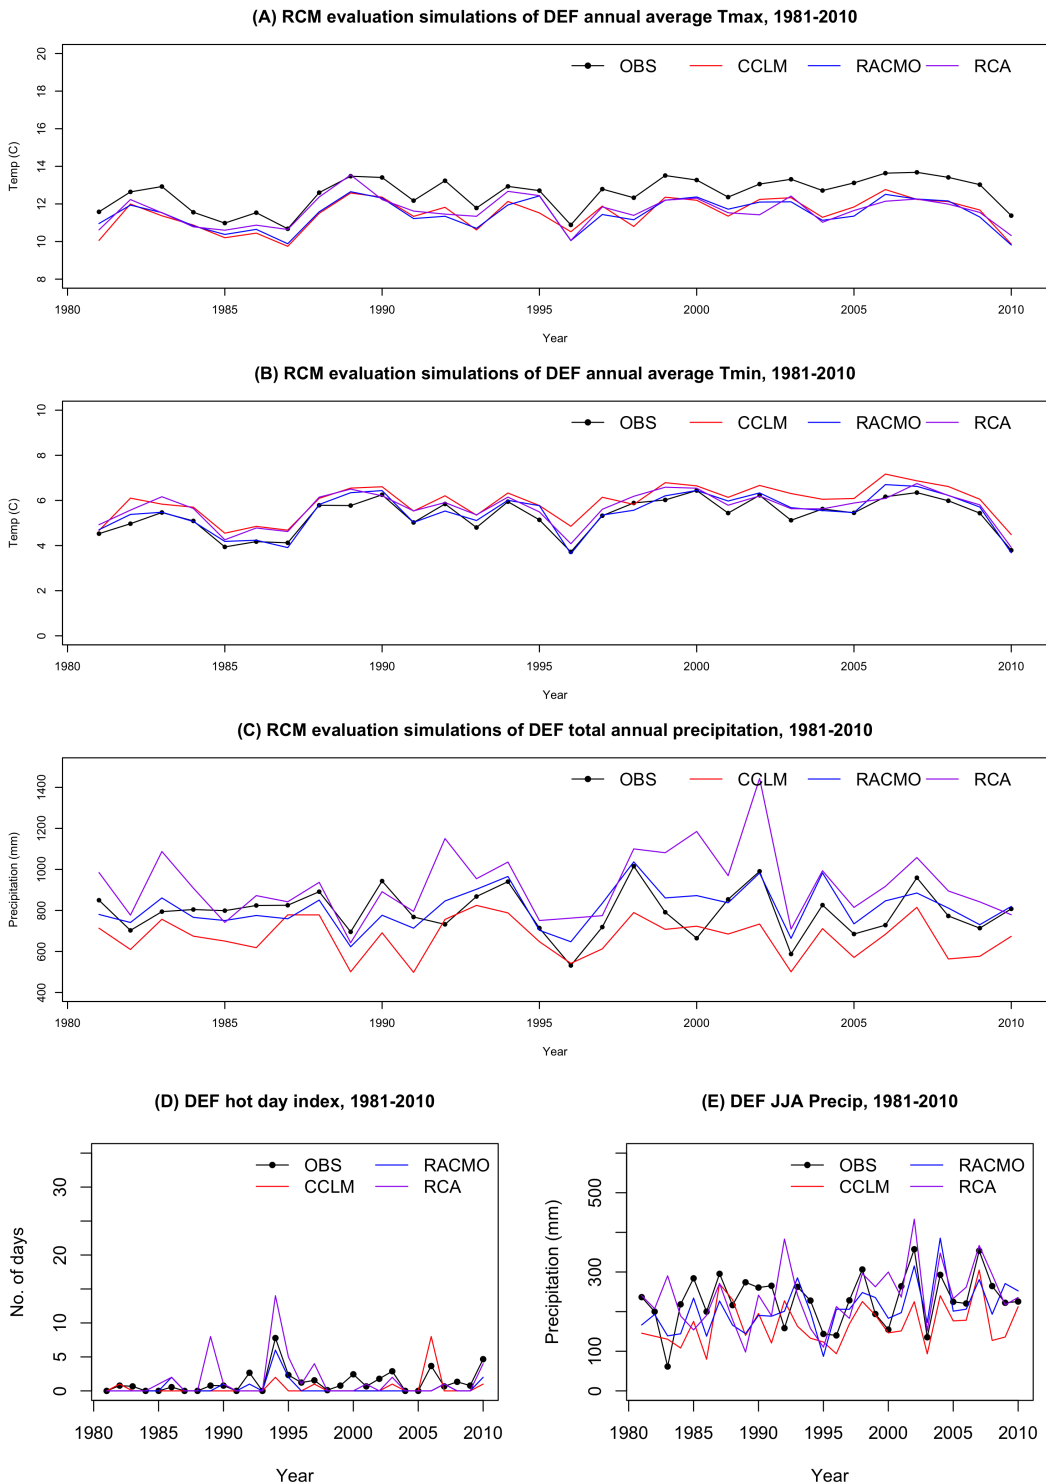 (A) RCM evaluation simulations of DEF annual average Tmax, 1981-2010
OBS CCLM RACMO RCA
Temp (C)
20
18
16
14
12
10
8
1980 1985 1990 1995 2000 2005 2010
Year
(B) RCM evaluation simulations of DEF annual average Tmin, 1981-2010
OBS CCLM RACMO RCA
Temp (C)
10
8
6
4
2
0
1980 1985 1990 1995 2000 2005 2010
Year
(C) RCM evaluation simulations of DEF total annual precipitation, 1981-2010
OBS CCLM RACMO RCA
Precipitation (mm)
1400
1200
1000
800
600
400
1980 1985 1990 1995 2000 2005 2010
Year
(D) DEF hot day index, 1981-2010
OBS RACMO
CCLM RCA
No. of days
30
20
10
5
0
1980 1985 1990 1995 2000 2005 2010
Year
(E) DEF JJA Precip, 1981-2010
OBS RACMO
CCLM RCA
Precipitation (mm)
500
300
100
0
1980 1985 1990 1995 2000 2005 2010
Year